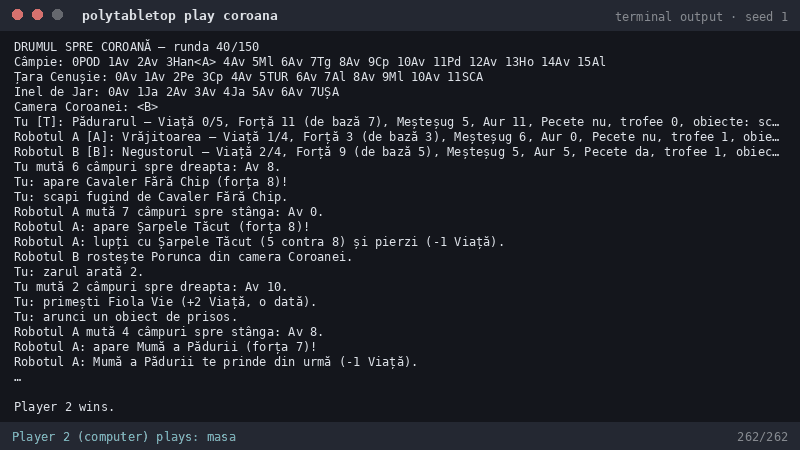 polytabletop play coroana
terminal output · seed 1
DRUMUL SPRE COROANĂ — runda 40/150
Câmpie: 0POD 1Av 2Av 3Han<A> 4Av 5Ml 6Av 7Tg 8Av 9Cp 10Av 11Pd 12Av 13Ho 14Av 15Al
Țara Cenușie: 0Av 1Av 2Pe 3Cp 4Av 5TUR 6Av 7Al 8Av 9Ml 10Av 11SCA
Inel de Jar: 0Av 1Ja 2Av 3Av 4Ja 5Av 6Av 7UȘA
Camera Coroanei: <B>
Tu [T]: Pădurarul — Viață 0/5, Forță 11 (de bază 7), Meșteșug 5, Aur 11, Pecete nu, trofee 0, obiecte: sc…
Robotul A [A]: Vrăjitoarea — Viață 1/4, Forță 3 (de bază 3), Meșteșug 6, Aur 0, Pecete nu, trofee 1, obie…
Robotul B [B]: Negustorul — Viață 2/4, Forță 9 (de bază 5), Meșteșug 5, Aur 5, Pecete da, trofee 1, obiec…
Tu mută 6 câmpuri spre dreapta: Av 8.
Tu: apare Cavaler Fără Chip (forța 8)!
Tu: scapi fugind de Cavaler Fără Chip.
Robotul A mută 7 câmpuri spre stânga: Av 0.
Robotul A: apare Șarpele Tăcut (forța 8)!
Robotul A: lupți cu Șarpele Tăcut (5 contra 8) și pierzi (-1 Viață).
Robotul B rostește Porunca din camera Coroanei.
Tu: zarul arată 2.
Tu mută 2 câmpuri spre dreapta: Av 10.
Tu: primești Fiola Vie (+2 Viață, o dată).
Tu: arunci un obiect de prisos.
Robotul A mută 4 câmpuri spre stânga: Av 8.
Robotul A: apare Mumă a Pădurii (forța 7)!
Robotul A: Mumă a Pădurii te prinde din urmă (-1 Viață).
…
Player 2 wins.
Player 2 (computer) plays: masa
262/262